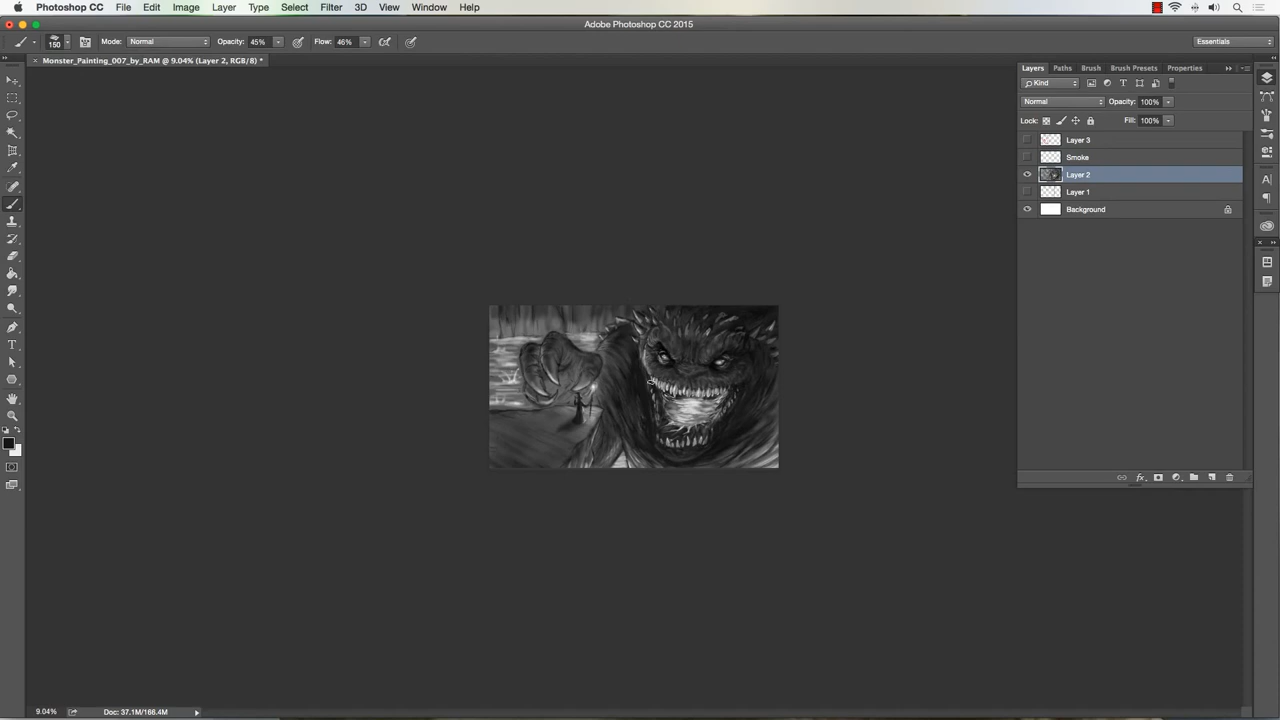 Photoshop CC File Edit Image Layer Type Select Filter 3D View Window Help
Adobe Photoshop CC 2015
150 Mode: Normal Opacity: 45% Flow: 46% Essentials
× Monster_Painting_007_by_RAM @ 9.04% (Layer 2, RGB/8) *
Layers Paths Brush Brush Presets Properties
Kind
Normal Opacity: 100%
Lock: Fill: 100%
Layer 3
Smoke
Layer 2
Layer 1
Background
fx
9.04% Doc: 37.1M/166.4M